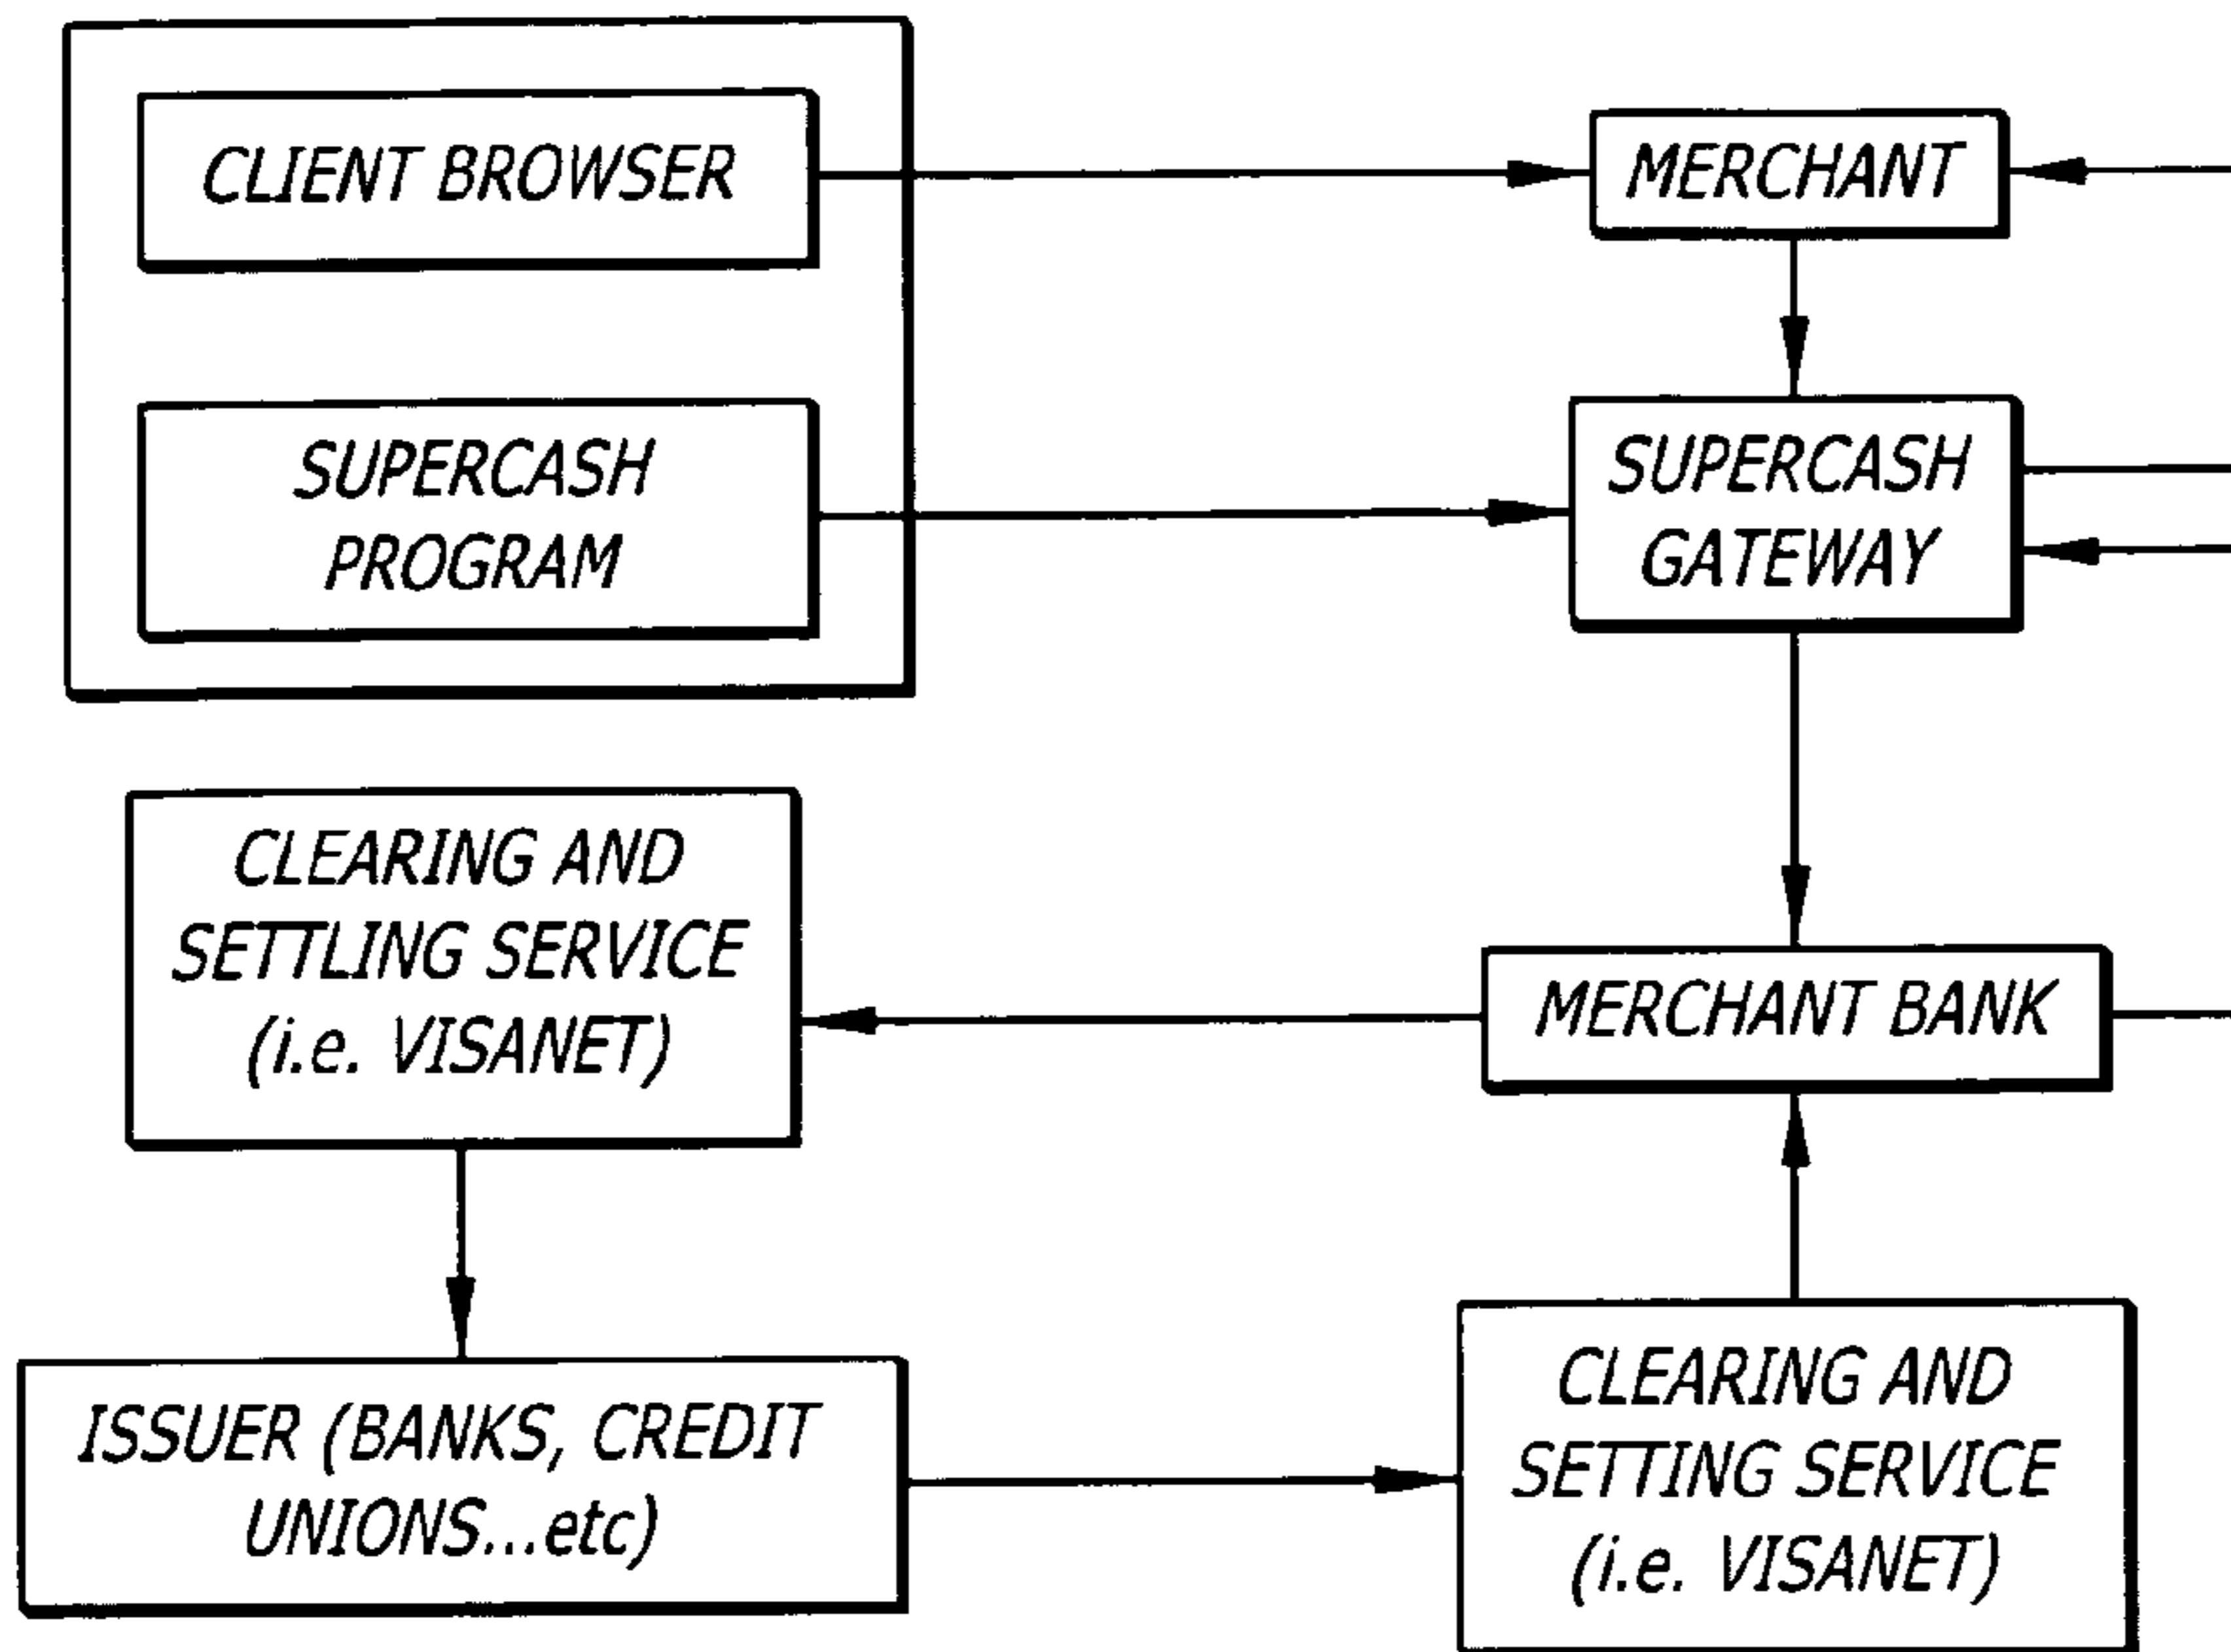 CLIENT BROWSER
MERCHANT
SUPERCASH
PROGRAM
SUPERCASH
GATEWAY
CLEARING AND
SETTLING SERVICE
(i.e. VISANET)
MERCHANT BANK
ISSUER (BANKS, CREDIT
UNIONS...etc)
CLEARING AND
SETTING SERVICE
(i.e. VISANET)